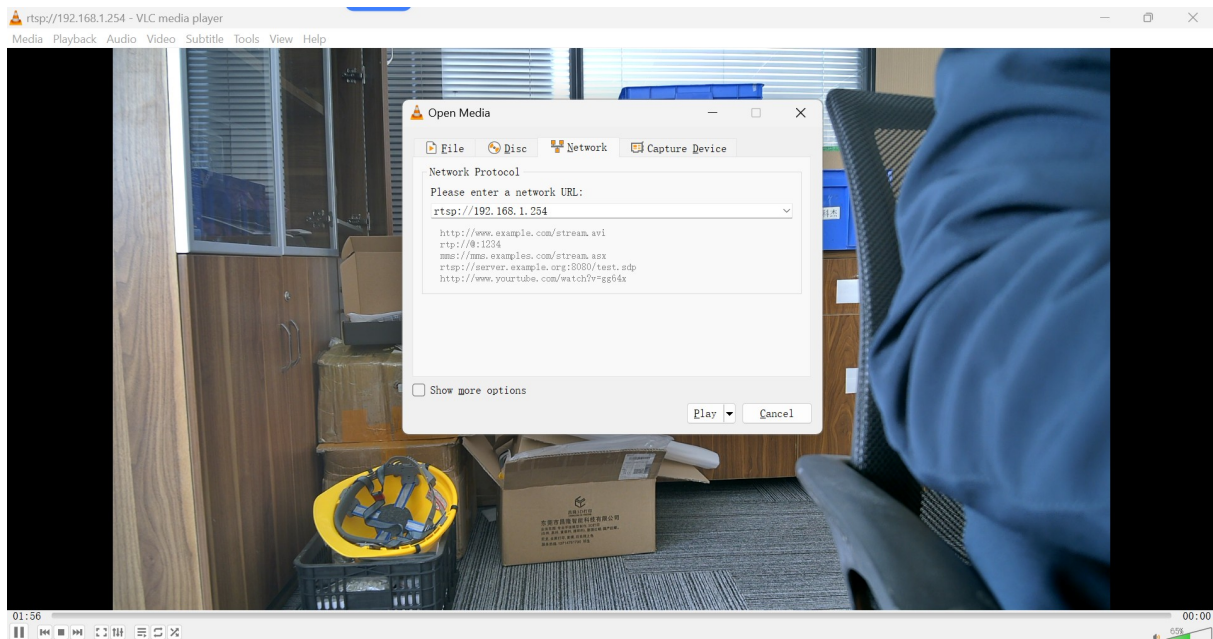 rtsp://192.168.1.254 - VLC media player
Media Playback Audio Video Subtitle Tools View Help
Open Media
File Disc Network Capture Device
Network Protocol
Please enter a network URL:
rtsp://192.168.1.254
http://www.example.com/stream.avi
rtp://@:1234
mms://mms.examples.com/stream.asx
rtsp://server.example.org:8080/test.sdp
http://www.yourtube.com/watch?v=gg64x
Show more options
Play Cancel
01:56 00:00
65%